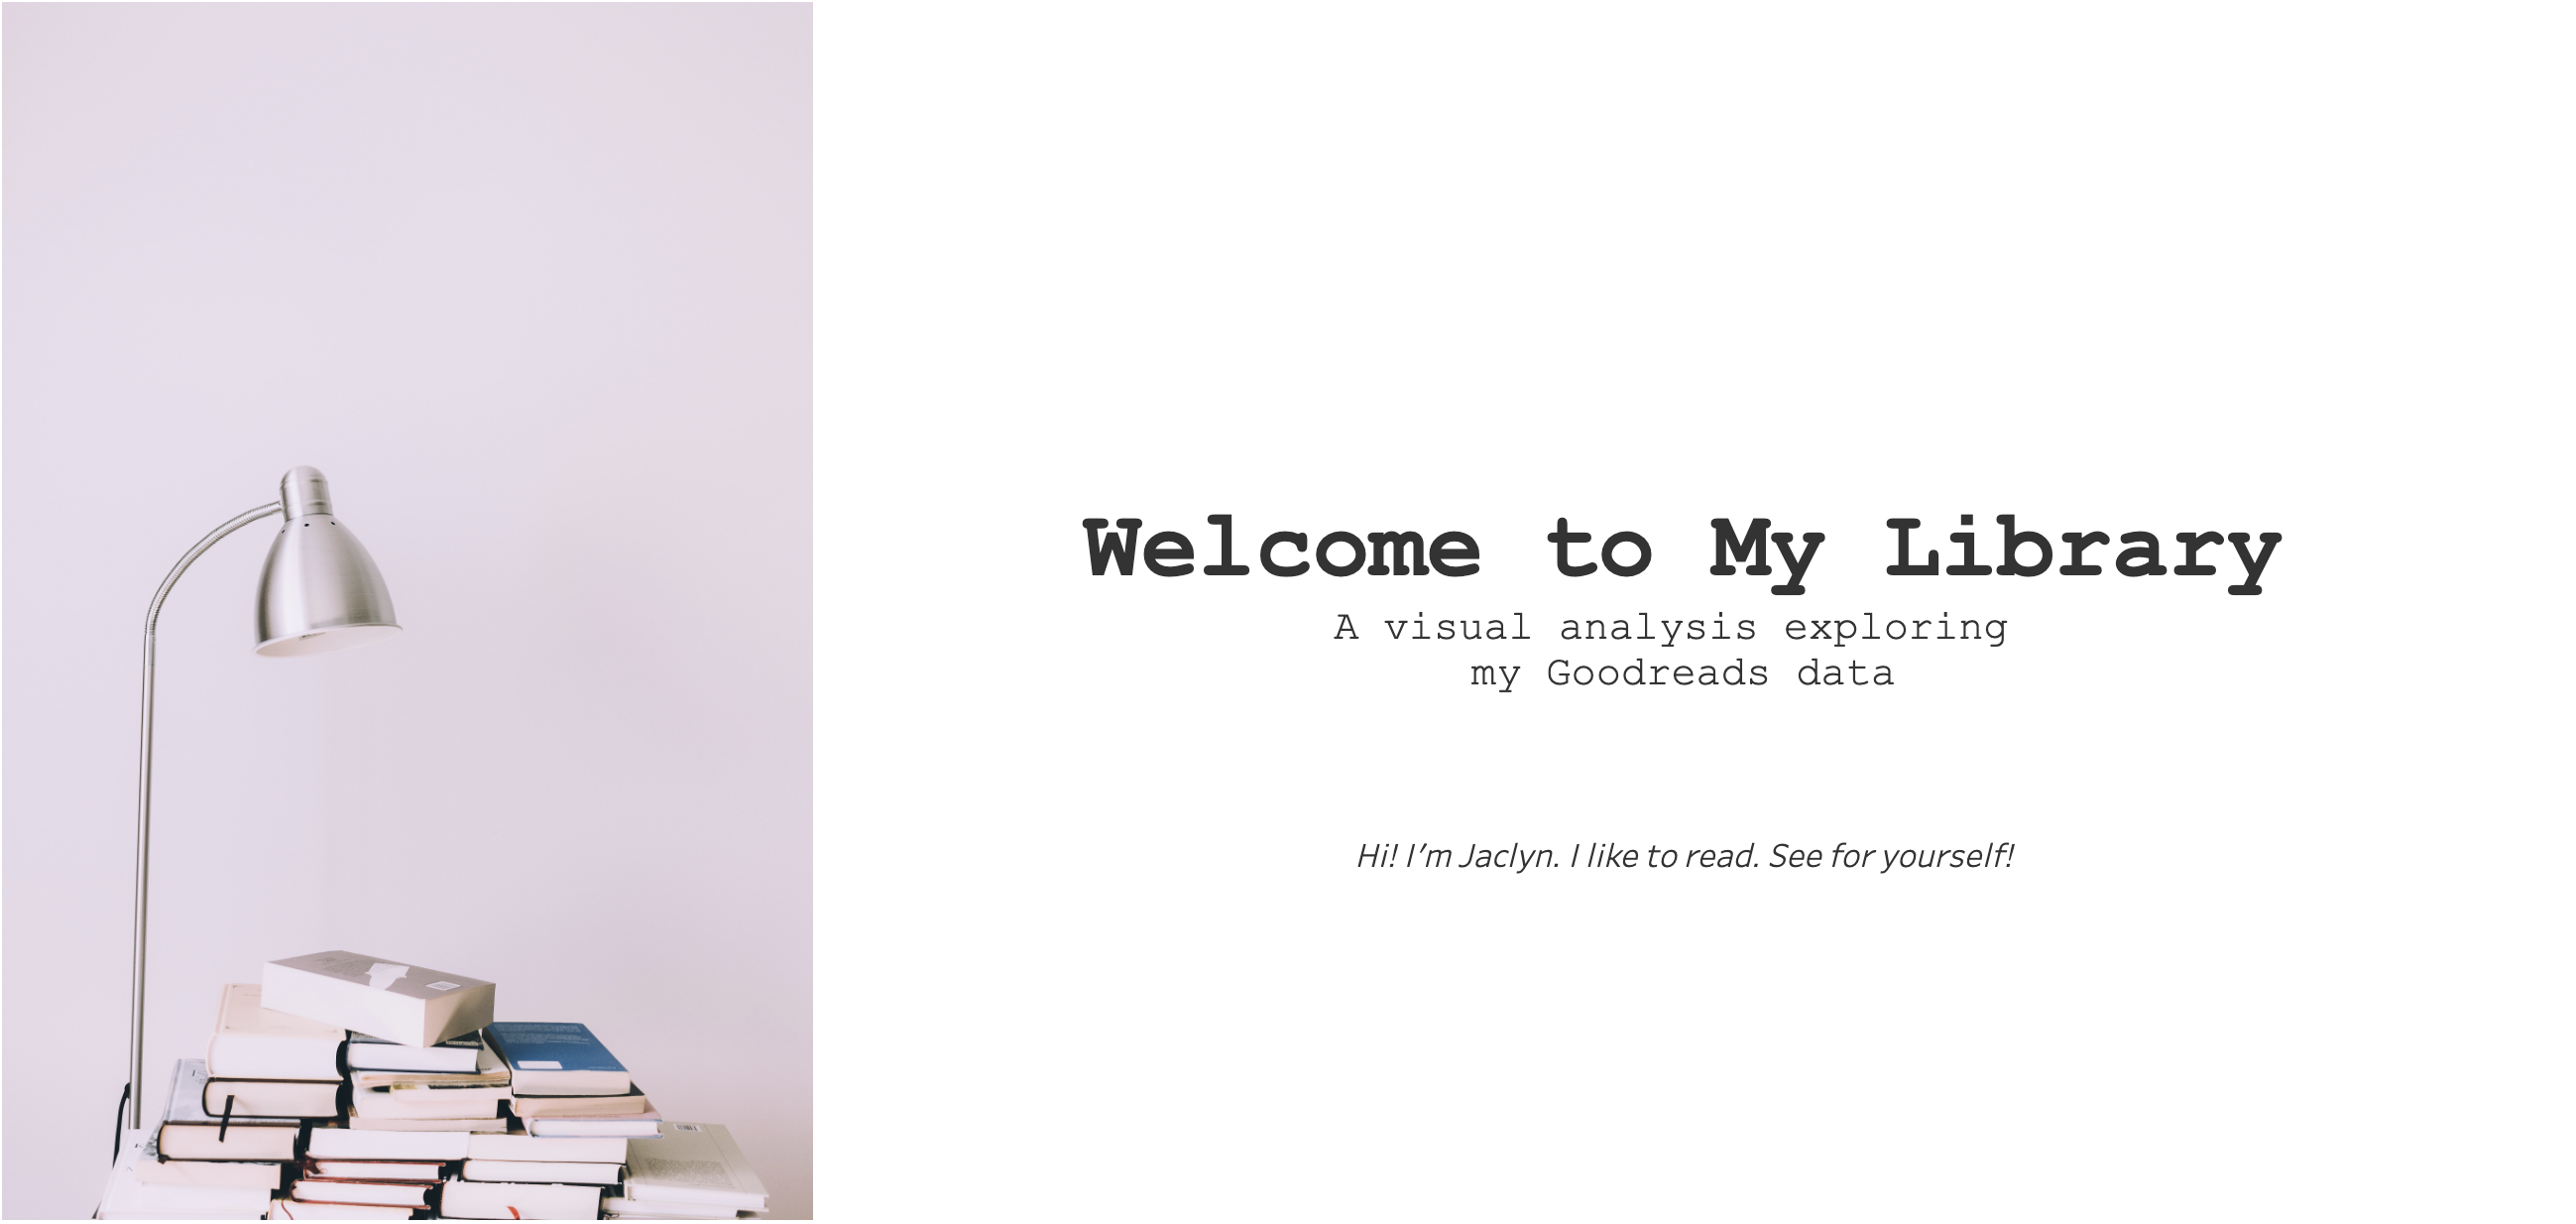 Welcome to My Library
A visual analysis exploring
my Goodreads data
Hi! I'm Jaclyn. I like to read. See for yourself!